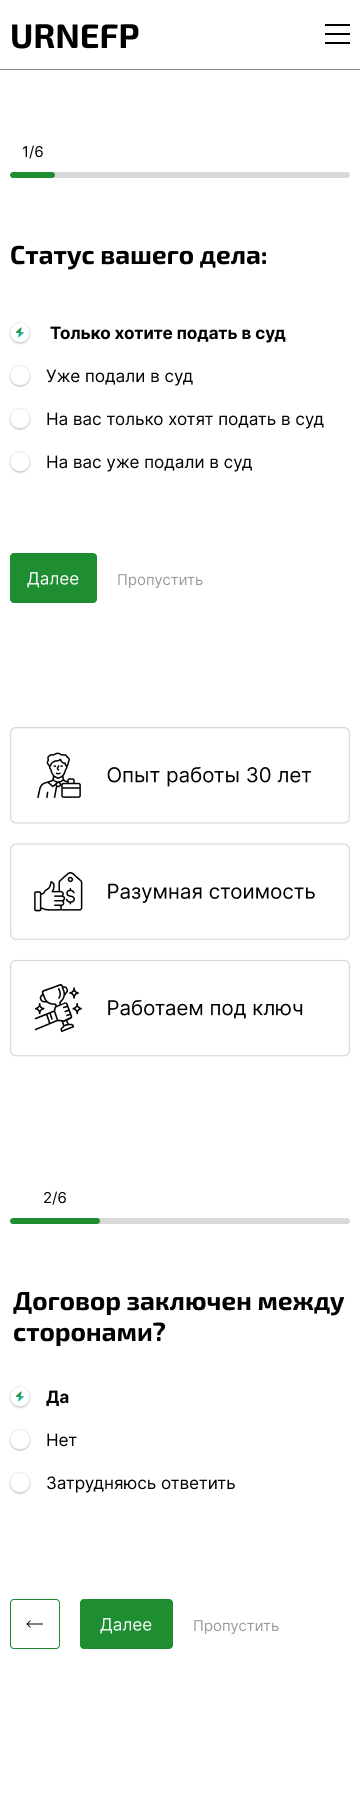 URNEFP
1/6
Статус вашего дела:
Только хотите подать в суд
Уже подали в суд
На вас только хотят подать в суд
На вас уже подали в суд
Далее
Пропустить
Опыт работы 30 лет
Разумная стоимость
Работаем под ключ
2/6
Договор заключен между
сторонами?
Да
Нет
Затрудняюсь ответить
Далее
Пропустить